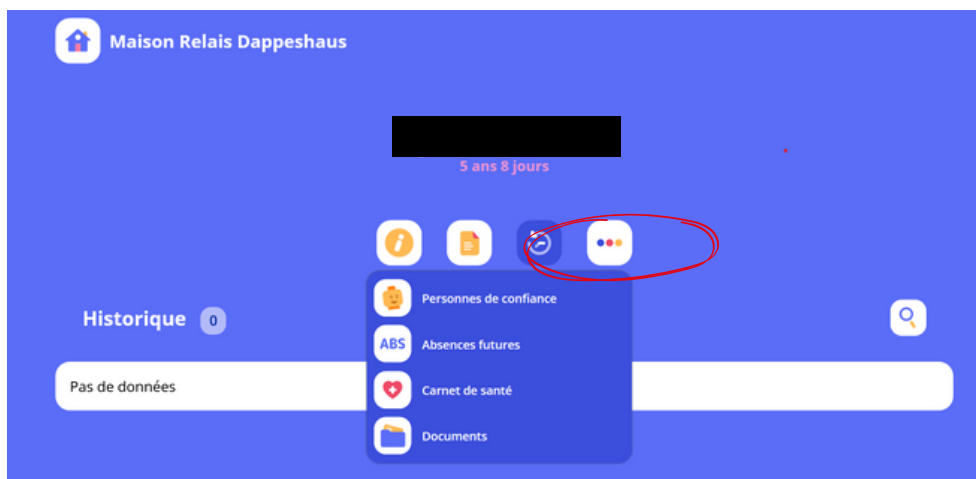 Maison Relais Dappeshaus
5 ans 8 jours
Personnes de confiance
Historique 0
ABS Absences futures
Pas de données
Carnet de santé
Documents